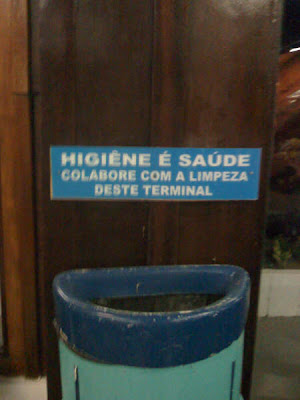 HIGIÊNE É SAÚDE
COLABORE COM A LIMPEZA
DESTE TERMINAL